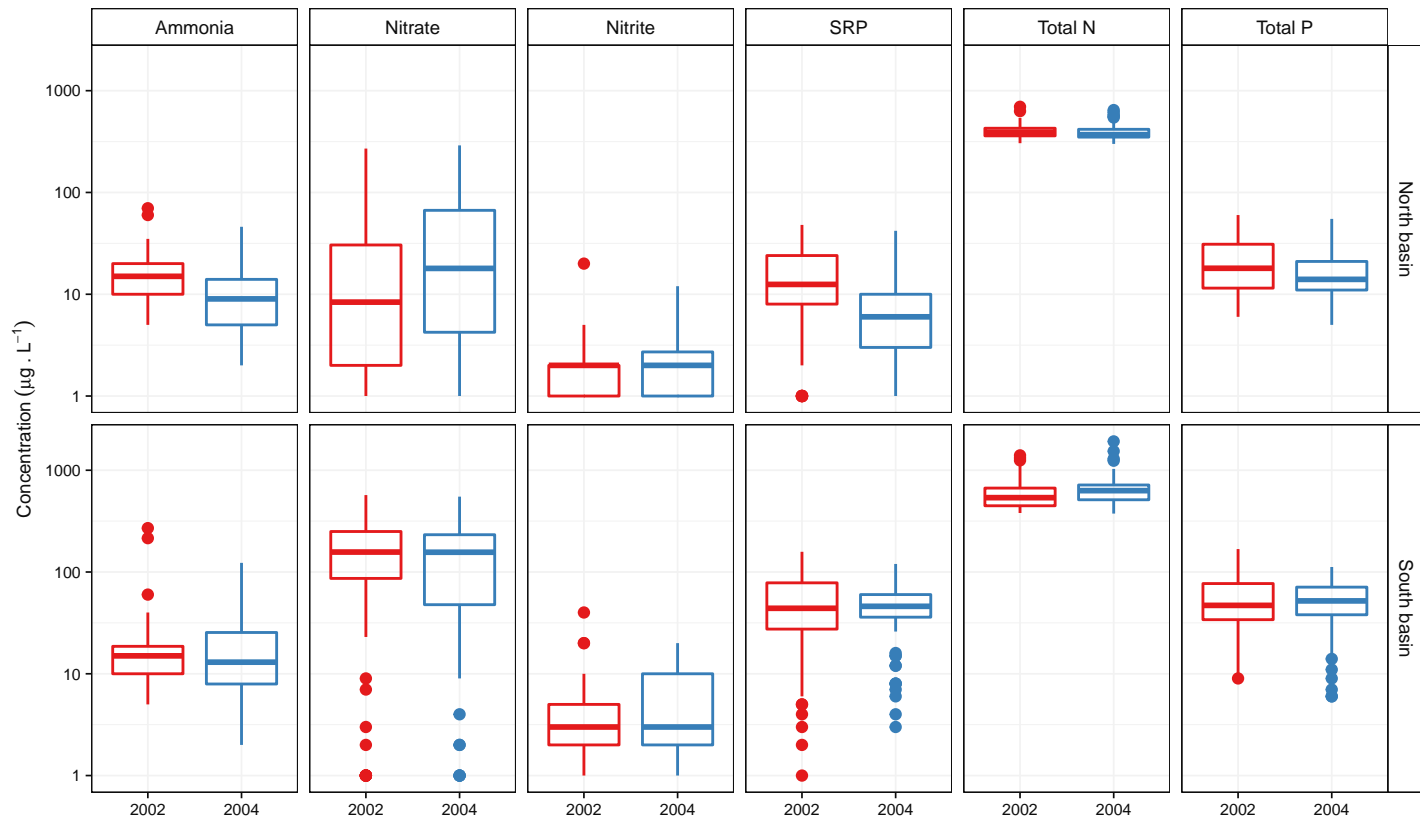 Ammonia Nitrate Nitrite SRP Total N Total P
1000
100
10
1
North basin
1000
100
10
1
South basin
Concentration (μg . L⁻¹)
2002 2004 2002 2004 2002 2004 2002 2004 2002 2004 2002 2004